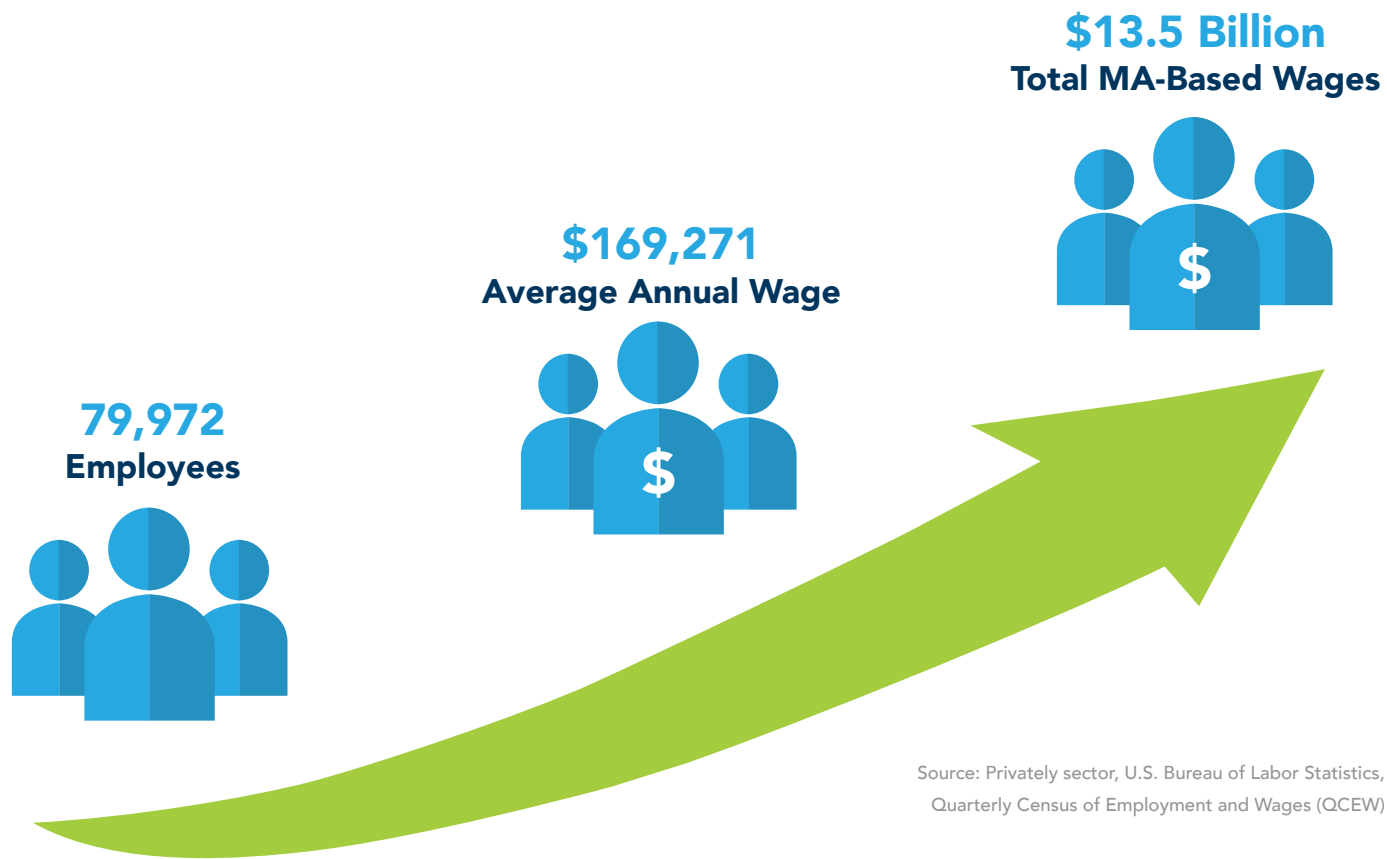 $13.5 Billion
Total MA-Based Wages
$
$169,271
Average Annual Wage
$
79,972
Employees
Source: Privately sector, U.S. Bureau of Labor Statistics,
Quarterly Census of Employment and Wages (QCEW)